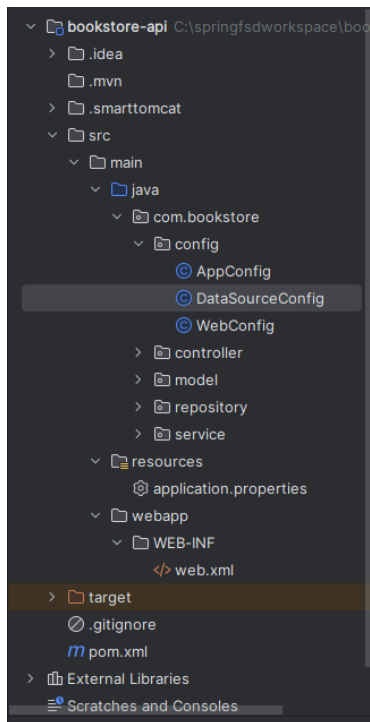 bookstore-api C:\springfsdworkspace\boo
.idea
.mvn
.smarttomcat
src
main
java
com.bookstore
config
AppConfig
DataSourceConfig
WebConfig
controller
model
repository
service
resources
application.properties
webapp
WEB-INF
</> web.xml
target
.gitignore
m pom.xml
External Libraries
Scratches and Consoles